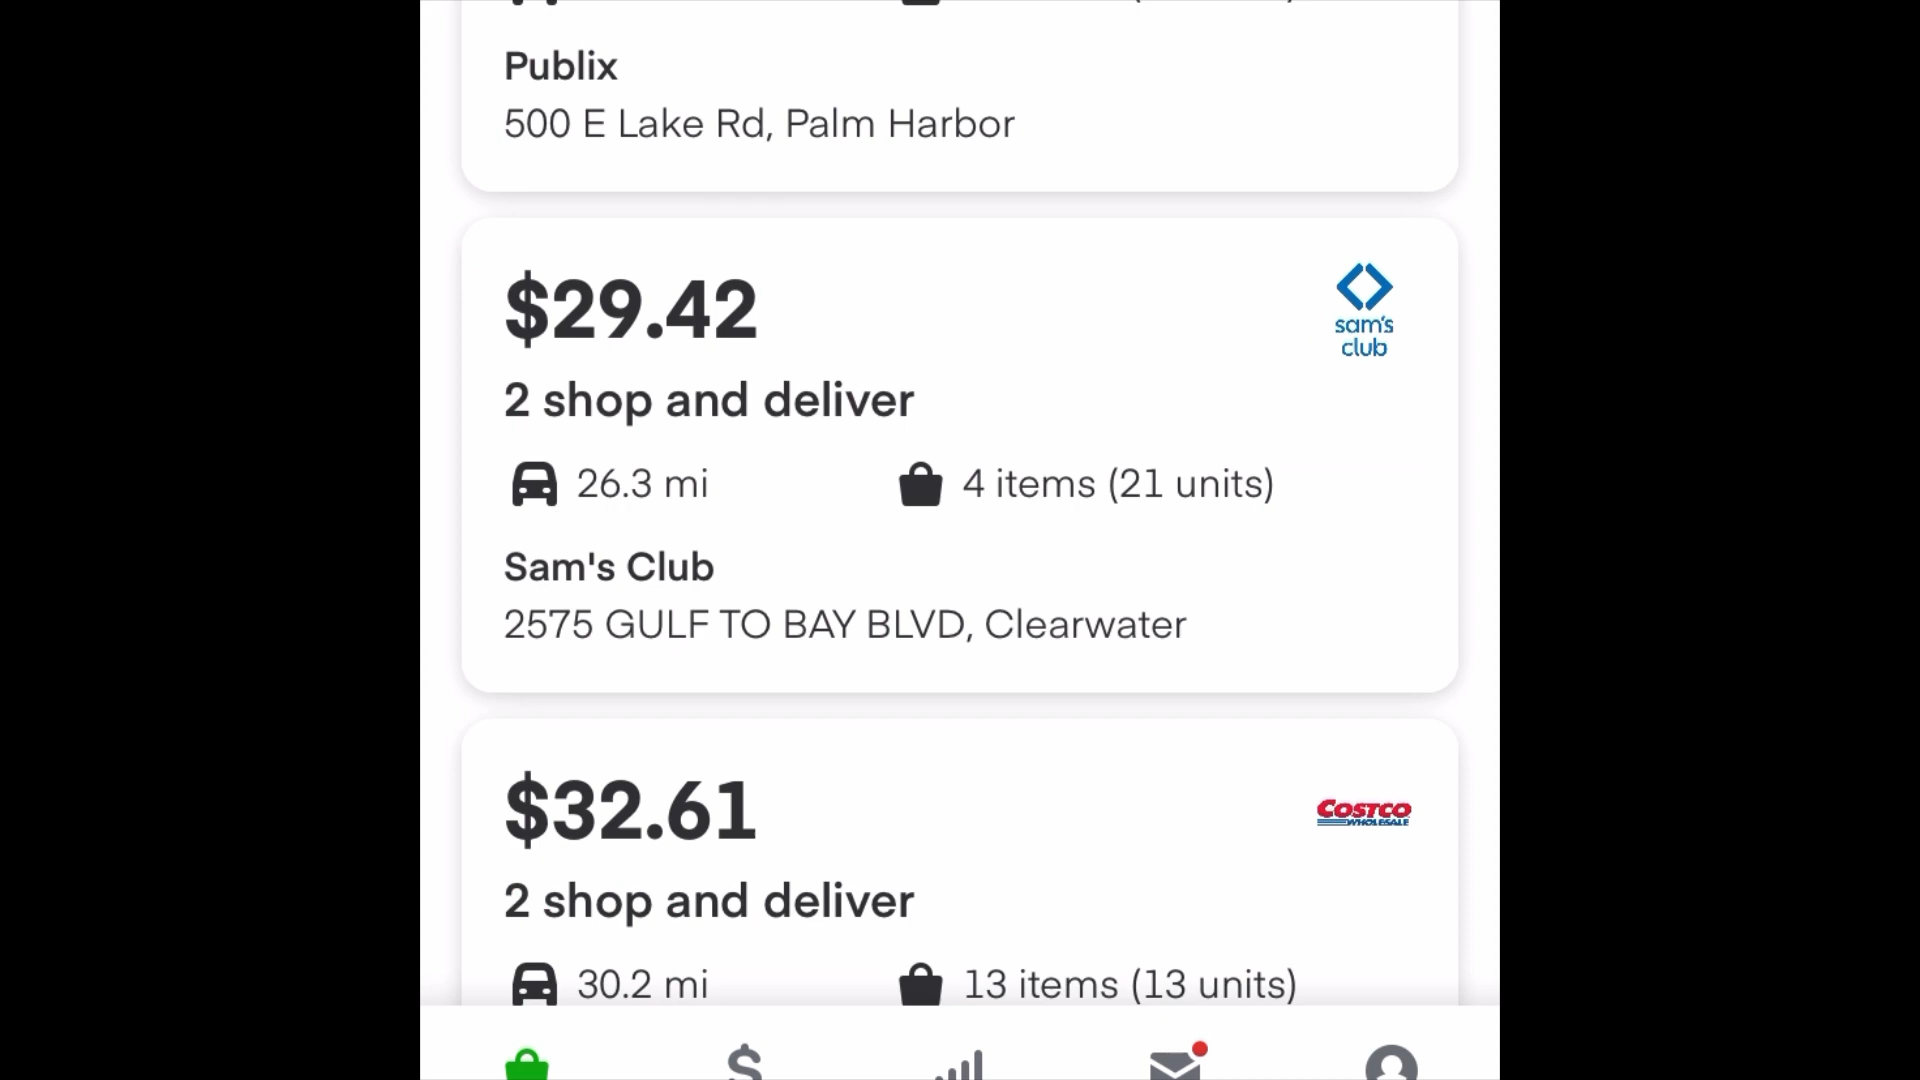 Publix
500 E Lake Rd, Palm Harbor
$29.42
sam's
club
2 shop and deliver
26.3 mi
4 items (21 units)
Sam's Club
2575 GULF TO BAY BLVD, Clearwater
$32.61
COSTCO
WHOLESALE
2 shop and deliver
30.2 mi
13 items (13 units)